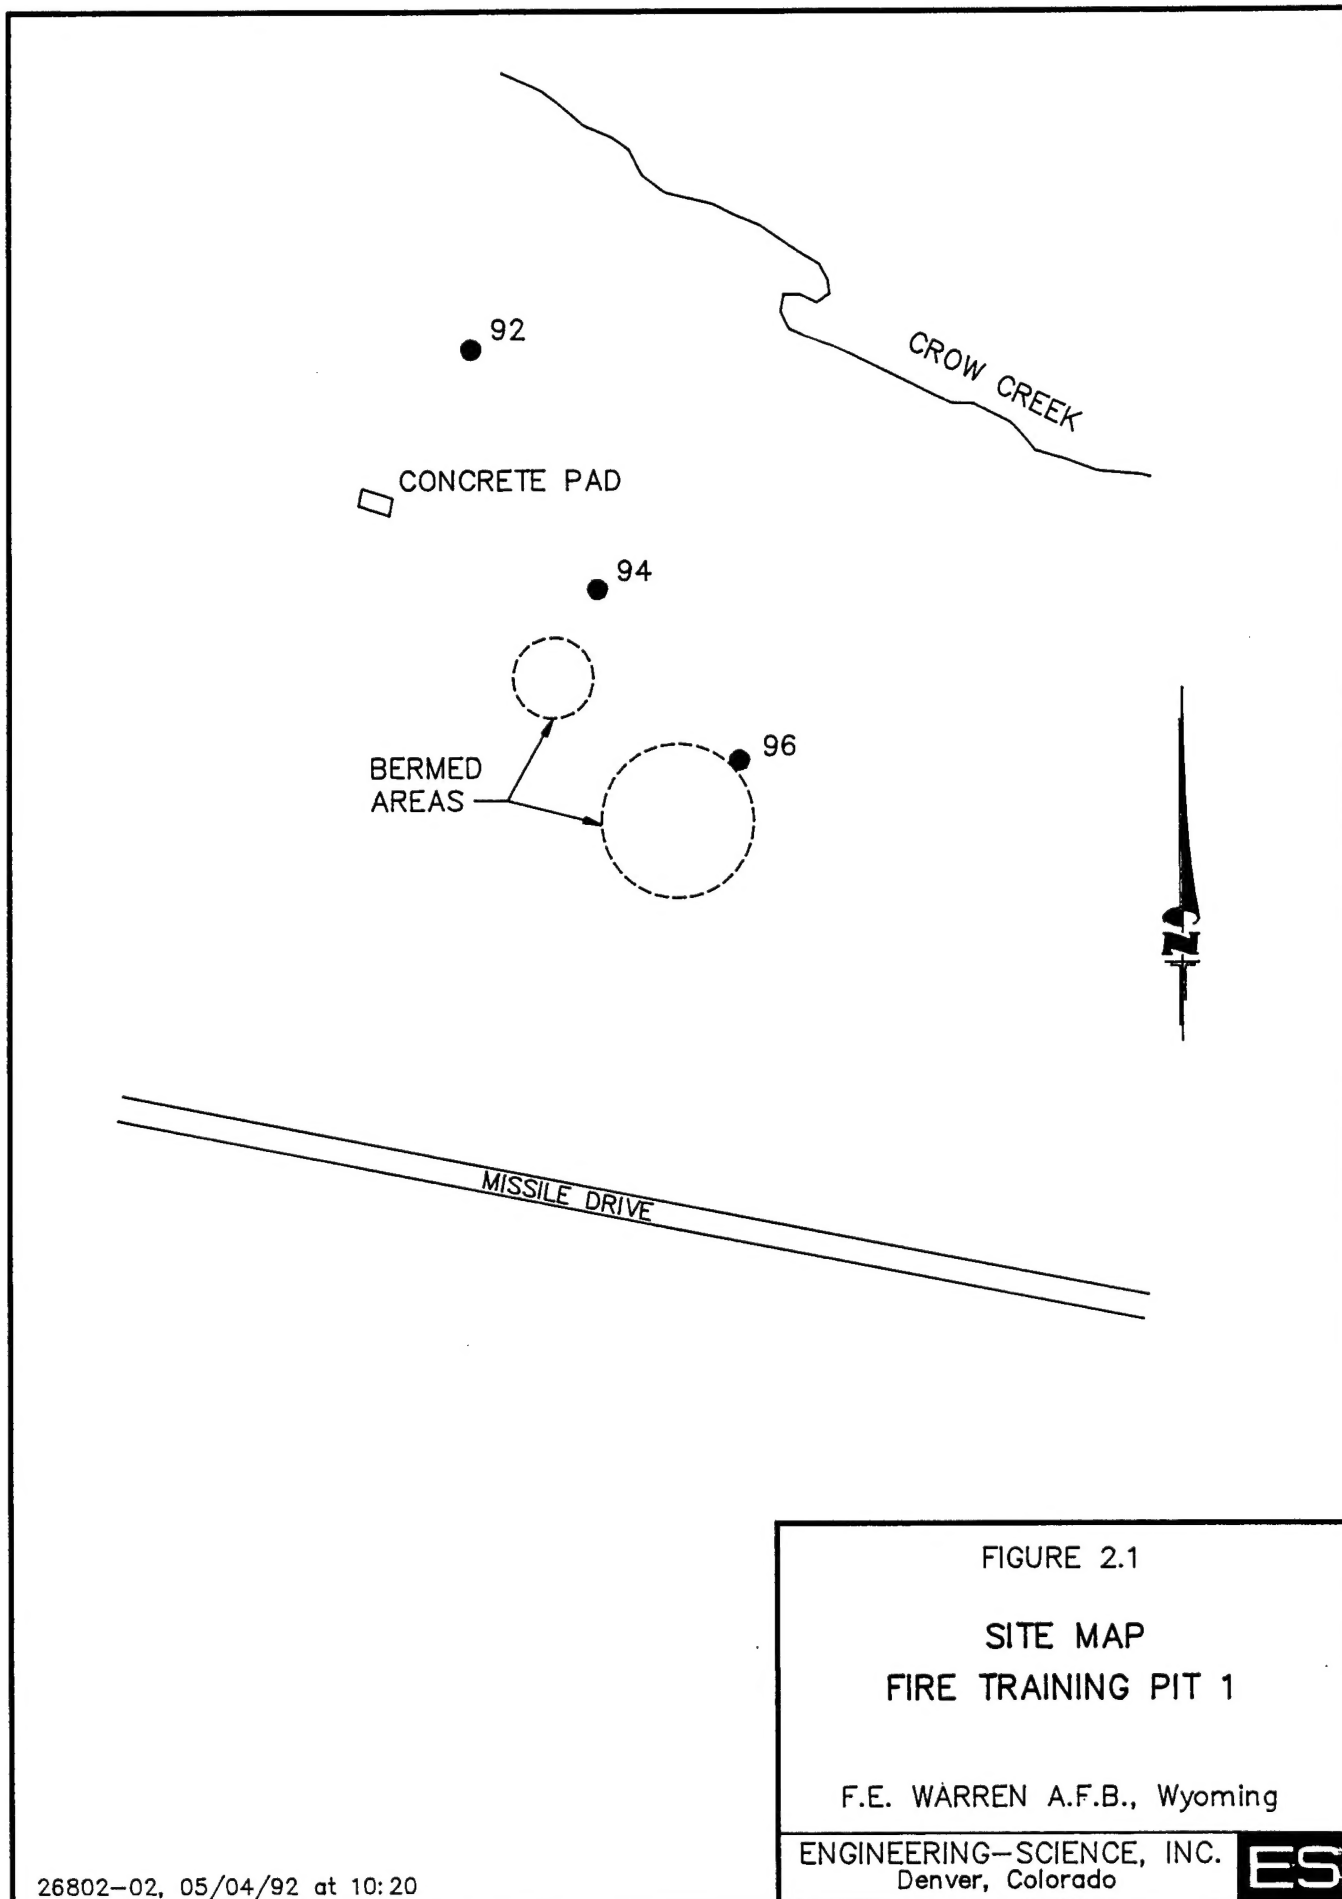 92
CROW CREEK
CONCRETE PAD
94
96
BERMED
AREAS
N
MISSILE DRIVE
FIGURE 2.1
SITE MAP
FIRE TRAINING PIT 1
F.E. WARREN A.F.B., Wyoming
ENGINEERING-SCIENCE, INC.
Denver, Colorado
ES
26802-02, 05/04/92 at 10:20